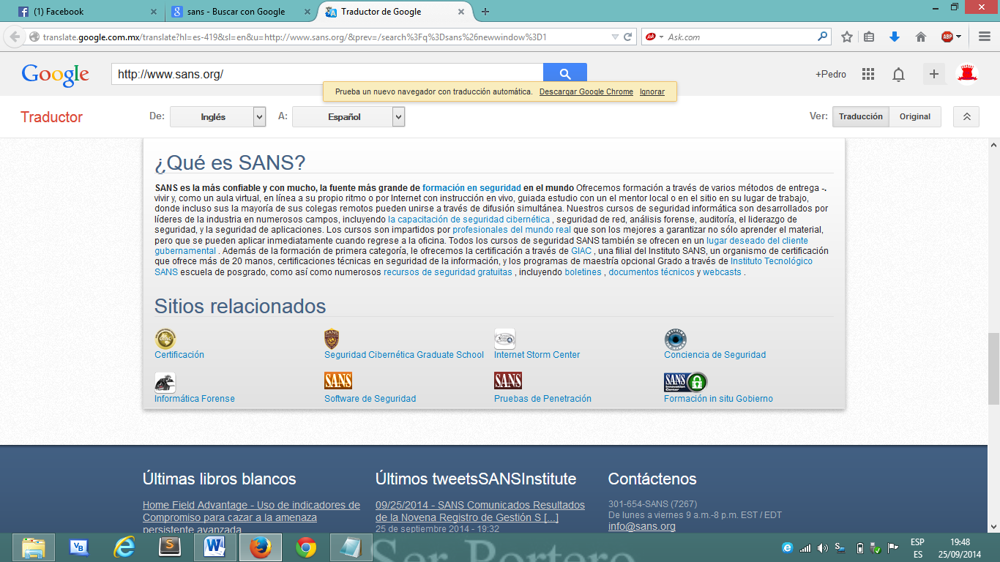 (1) Facebook
sans - Buscar con Google
Traductor de Google
translate.google.com.mx/translate?hl=es-419&sl=en&u=http://www.sans.org/&prev=/search%3Fq%3Dsans%26newwindow%3D1
Ask.com
ABP
Google
http://www.sans.org/
+Pedro
Prueba un nuevo navegador con traducción automática. Descargar Google Chrome Ignorar
Traductor
De: Inglés A: Español
Ver: Traducción Original
¿Qué es SANS?
SANS es la más confiable y con mucho, la fuente más grande de formación en seguridad en el mundo Ofrecemos formación a través de varios métodos de entrega -.
vivir y, como un aula virtual, en línea a su propio ritmo o por Internet con instrucción en vivo, guiada estudio con un el mentor local o en el sitio en su lugar de trabajo,
donde incluso sus la mayoría de sus colegas remotos pueden unirse a través de difusión simultánea. Nuestros cursos de seguridad informática son desarrollados por
líderes de la industria en numerosos campos, incluyendo la capacitación de seguridad cibernética , seguridad de red, análisis forense, auditoría, el liderazgo de
seguridad, y la seguridad de aplicaciones. Los cursos son impartidos por profesionales del mundo real que son los mejores a garantizar no sólo aprender el material,
pero que se pueden aplicar inmediatamente cuando regrese a la oficina. Todos los cursos de seguridad SANS también se ofrecen en un lugar deseado del cliente
gubernamental . Además de la formación de primera categoría, le ofrecemos la certificación a través de GIAC , una filial del Instituto SANS, un organismo de certificación
que ofrece más de 20 manos, certificaciones técnicas en seguridad de la información, y los programas de maestría opcional Grado a través de Instituto Tecnológico
SANS escuela de posgrado, como así como numerosos recursos de seguridad gratuitas , incluyendo boletines , documentos técnicos y webcasts .
Sitios relacionados
GIAC
SANS
Certificación
Seguridad Cibernética Graduate School
Internet Storm Center
Conciencia de Seguridad
SANS
SANS
SANS
Informática Forense
Software de Seguridad
Pruebas de Penetración
Formación in situ Gobierno
Últimas libros blancos
Últimos tweetsSANSInstitute
Contáctenos
Home Field Advantage - Uso de indicadores de
Compromiso para cazar a la amenaza
persistente avanzada
09/25/2014 - SANS Comunicados Resultados
de la Novena Registro de Gestión S [...]
25 de septiembre 2014 - 19:32
301-654-SANS (7267)
De lunes a viernes 9 a.m.-8 p.m. EST / EDT
info@sans.org
Ser Portero
ESP
ES
19:48
25/09/2014